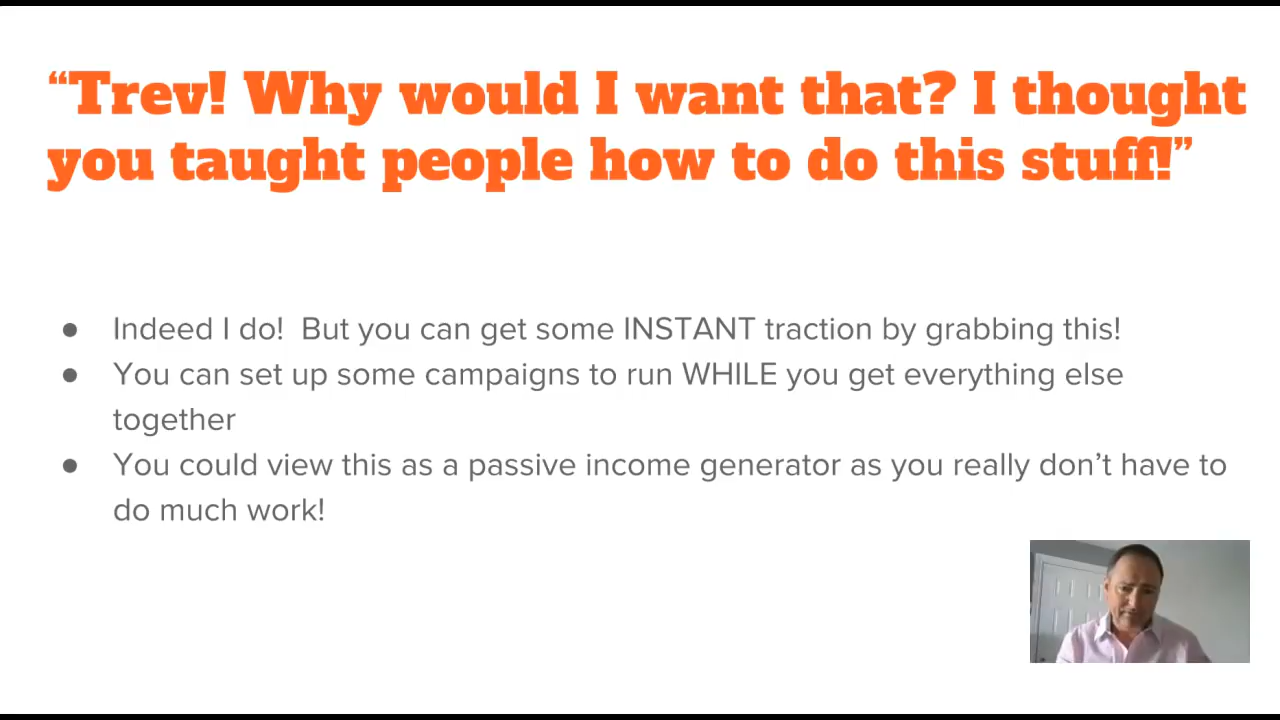 “Trev! Why would I want that? I thought
you taught people how to do this stuff!”
● Indeed I do!  But you can get some INSTANT traction by grabbing this!
● You can set up some campaigns to run WHILE you get everything else
together
● You could view this as a passive income generator as you really don’t have to
do much work!